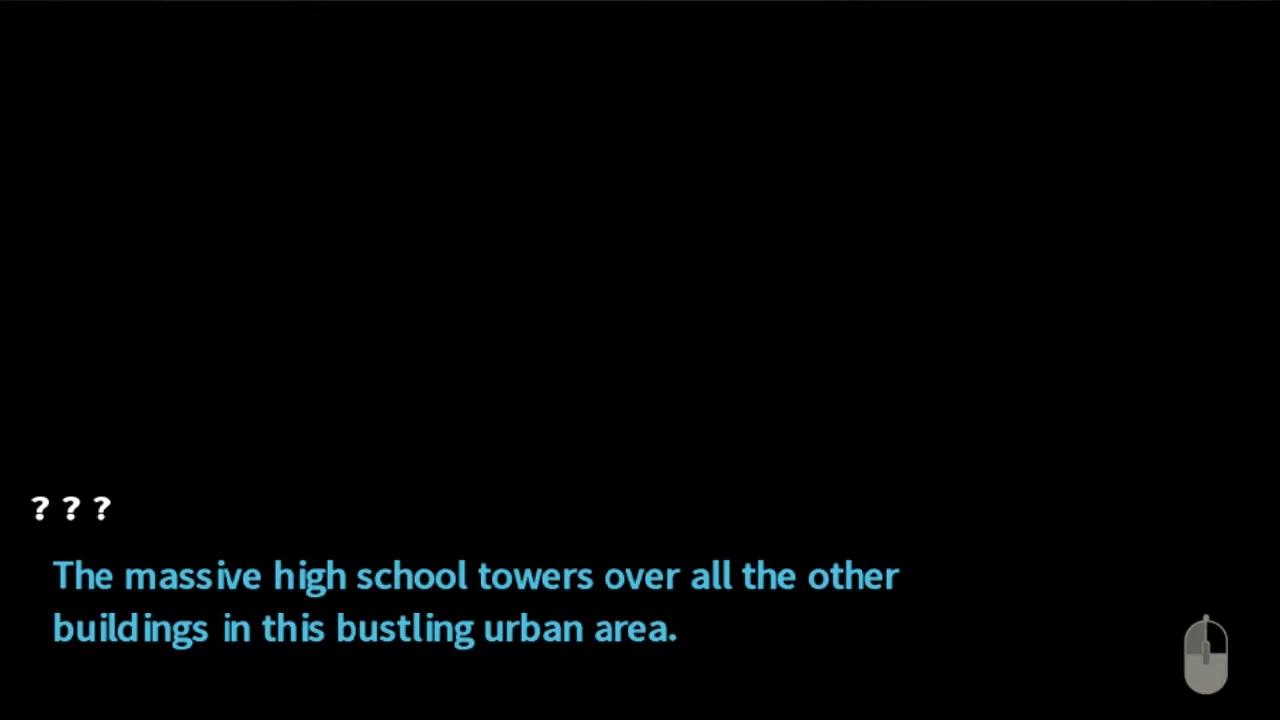 ? ? ?
The massive high school towers over all the other
buildings in this bustling urban area.